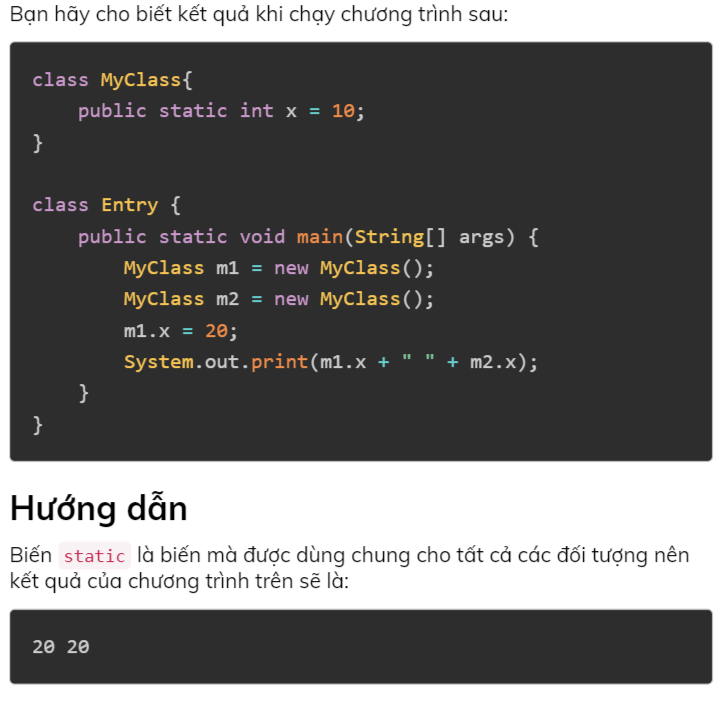 Bạn hãy cho biết kết quả khi chạy chương trình sau:
class MyClass{
    public static int x = 10;
}

class Entry {
    public static void main(String[] args) {
        MyClass m1 = new MyClass();
        MyClass m2 = new MyClass();
        m1.x = 20;
        System.out.print(m1.x + " " + m2.x);
    }
}
Hướng dẫn
Biến static là biến mà được dùng chung cho tất cả các đối tượng nên
kết quả của chương trình trên sẽ là:
20 20